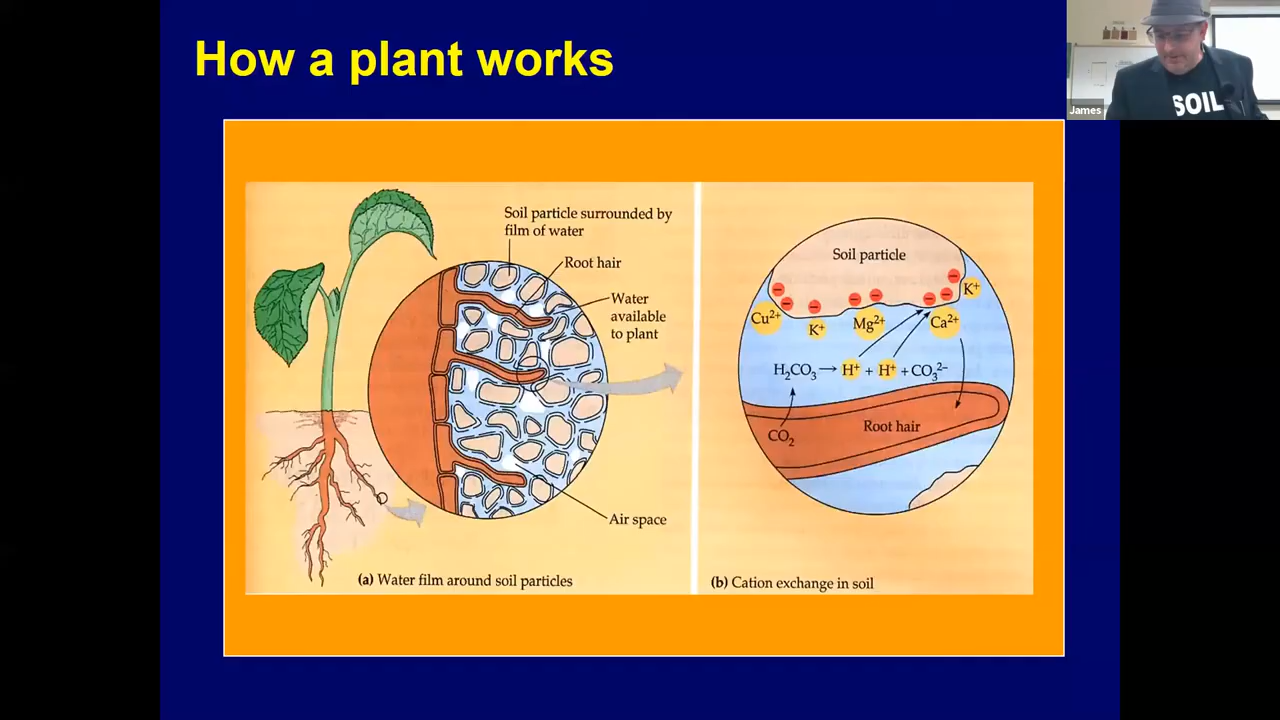 How a plant works
James
SOIL
Soil particle surrounded by
film of water
Root hair
Water
available
to plant
Air space
(a) Water film around soil particles
Soil particle
Cu²⁺
K⁺
Mg²⁺
Ca²⁺
K⁺
H₂CO₃ → H⁺ + H⁺ + CO₃²⁻
CO₂
Root hair
(b) Cation exchange in soil